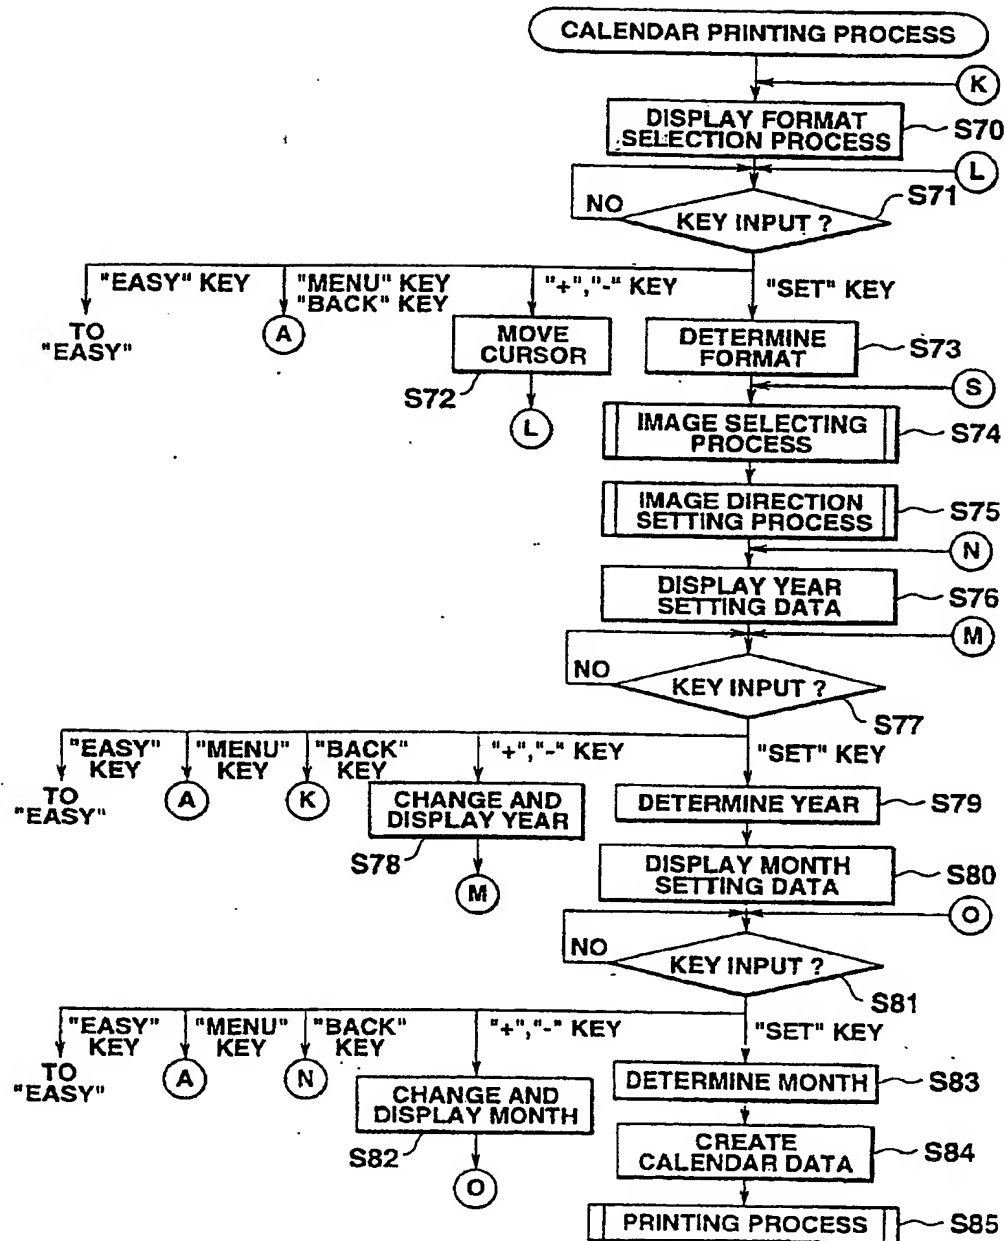 CALENDAR PRINTING PROCESS
K
DISPLAY FORMAT
SELECTION PROCESS
S70
L
S71
NO
KEY INPUT ?
"EASY" KEY
"MENU" KEY
"BACK" KEY
"+","-" KEY
"SET" KEY
TO
"EASY"
A
MOVE
CURSOR
S72
L
DETERMINE
FORMAT
S73
S
IMAGE SELECTING
PROCESS
S74
IMAGE DIRECTION
SETTING PROCESS
S75
N
DISPLAY YEAR
SETTING DATA
S76
M
NO
KEY INPUT ?
S77
"EASY"
KEY
"MENU"
KEY
"BACK"
KEY
"+","-" KEY
"SET" KEY
TO
"EASY"
A
K
CHANGE AND
DISPLAY YEAR
S78
M
DETERMINE YEAR
S79
DISPLAY MONTH
SETTING DATA
S80
O
NO
KEY INPUT ?
S81
"EASY"
KEY
"MENU"
KEY
"BACK"
KEY
"+","-" KEY
"SET" KEY
TO
"EASY"
A
N
CHANGE AND
DISPLAY MONTH
S82
O
DETERMINE MONTH
S83
CREATE
CALENDAR DATA
S84
PRINTING PROCESS
S85